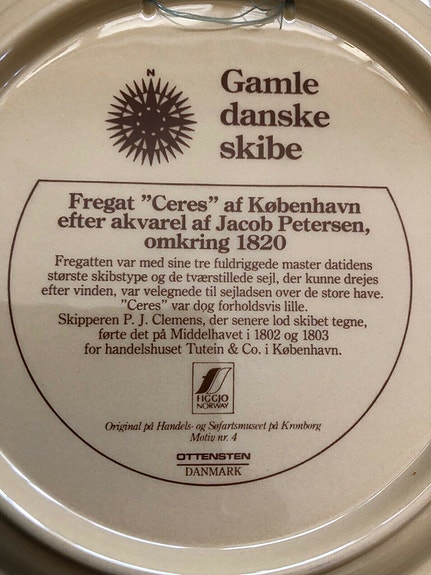 N
Gamle
danske
skibe
Fregat "Ceres" af København
efter akvarel af Jacob Petersen,
omkring 1820
Fregatten var med sine tre fuldriggede master datidens
største skibstype og de tværstillede sejl, der kunne drejes
efter vinden, var velegnede til sejladsen over de store have.
"Ceres" var dog forholdsvis lille.
Skipperen P. J. Clemens, der senere lod skibet tegne,
førte det på Middelhavet i 1802 og 1803
for handelshuset Tutein & Co. i København.
FIGGJO
NORWAY
Original på Handels- og Søfartsmuseet på Kronborg
Motiv nr. 4
OTTENSTEN
DANMARK